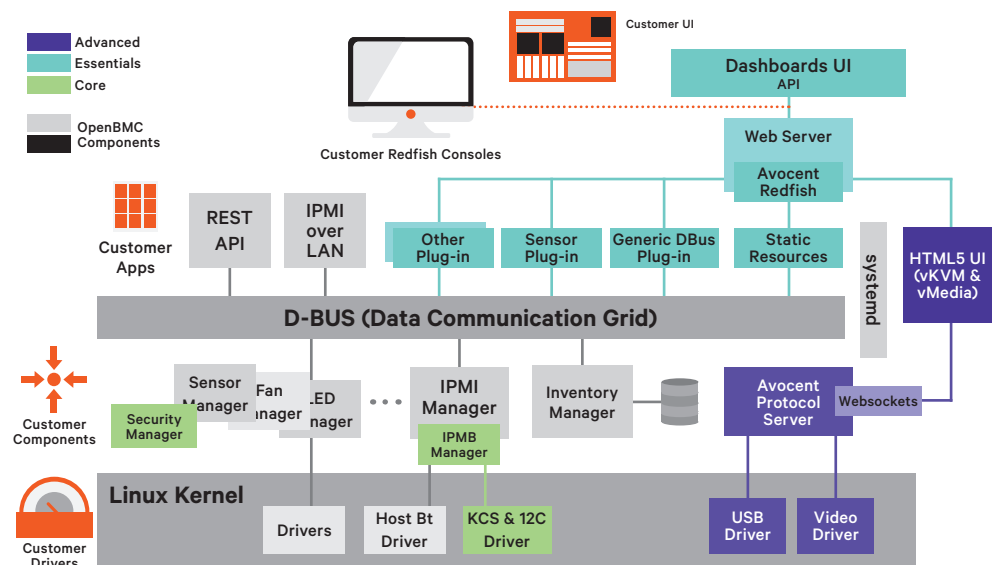 Advanced
Essentials
Core
OpenBMC
Components
Customer UI
Customer Redfish Consoles
Dashboards UI
API
Web Server
Avocent
Redfish
Customer
Apps
REST
API
IPMI
over
LAN
Other
Plug-in
Sensor
Plug-in
Generic DBus
Plug-in
Static
Resources
systemd
HTML5 UI
(vKVM &
vMedia)
D-BUS (Data Communication Grid)
Customer
Components
Security
Manager
Sensor
Manager
Fan
anager
LED
nager
IPMI
Manager
IPMB
Manager
Inventory
Manager
Avocent
Protocol
Server
Websockets
Linux Kernel
Customer
Drivers
Drivers
Host Bt
Driver
KCS & 12C
Driver
USB
Driver
Video
Driver